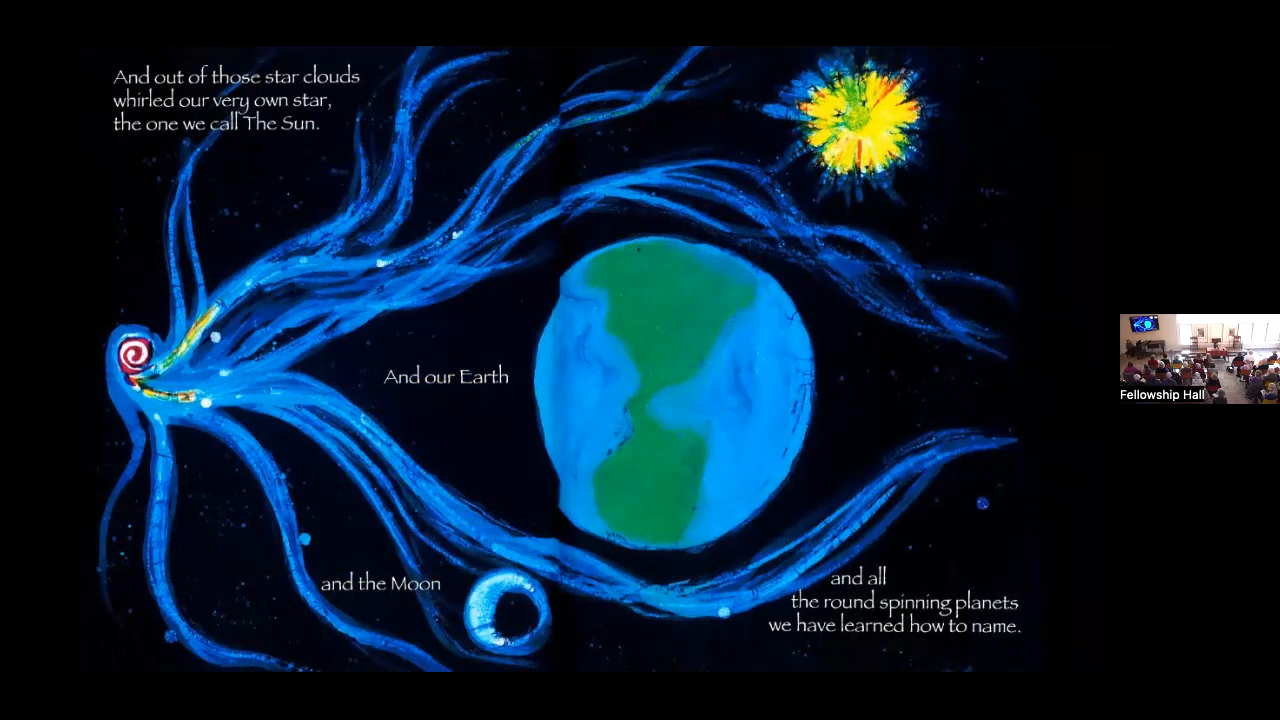 And out of those star clouds
whirled our very own star,
the one we call The Sun.
And our Earth
and the Moon
and all
the round spinning planets
we have learned how to name.
Fellowship Hall